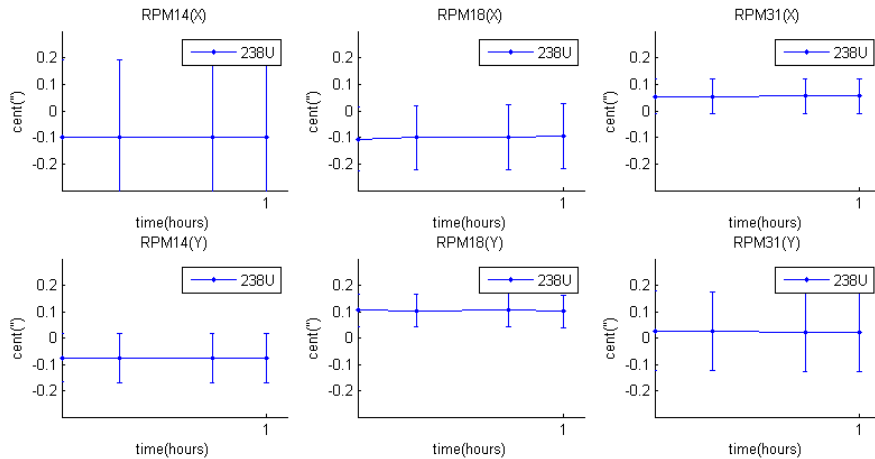 RPM14(X) RPM18(X) RPM31(X)
238U 238U 238U
0.2 0.2 0.2
0.1 0.1 0.1
0 0 0
-0.1 -0.1 -0.1
-0.2 -0.2 -0.2
cent(") cent(") cent(")
1 1 1
time(hours) time(hours) time(hours)
RPM14(Y) RPM18(Y) RPM31(Y)
238U 238U 238U
0.2 0.2 0.2
0.1 0.1 0.1
0 0 0
-0.1 -0.1 -0.1
-0.2 -0.2 -0.2
cent(") cent(") cent(")
1 1 1
time(hours) time(hours) time(hours)